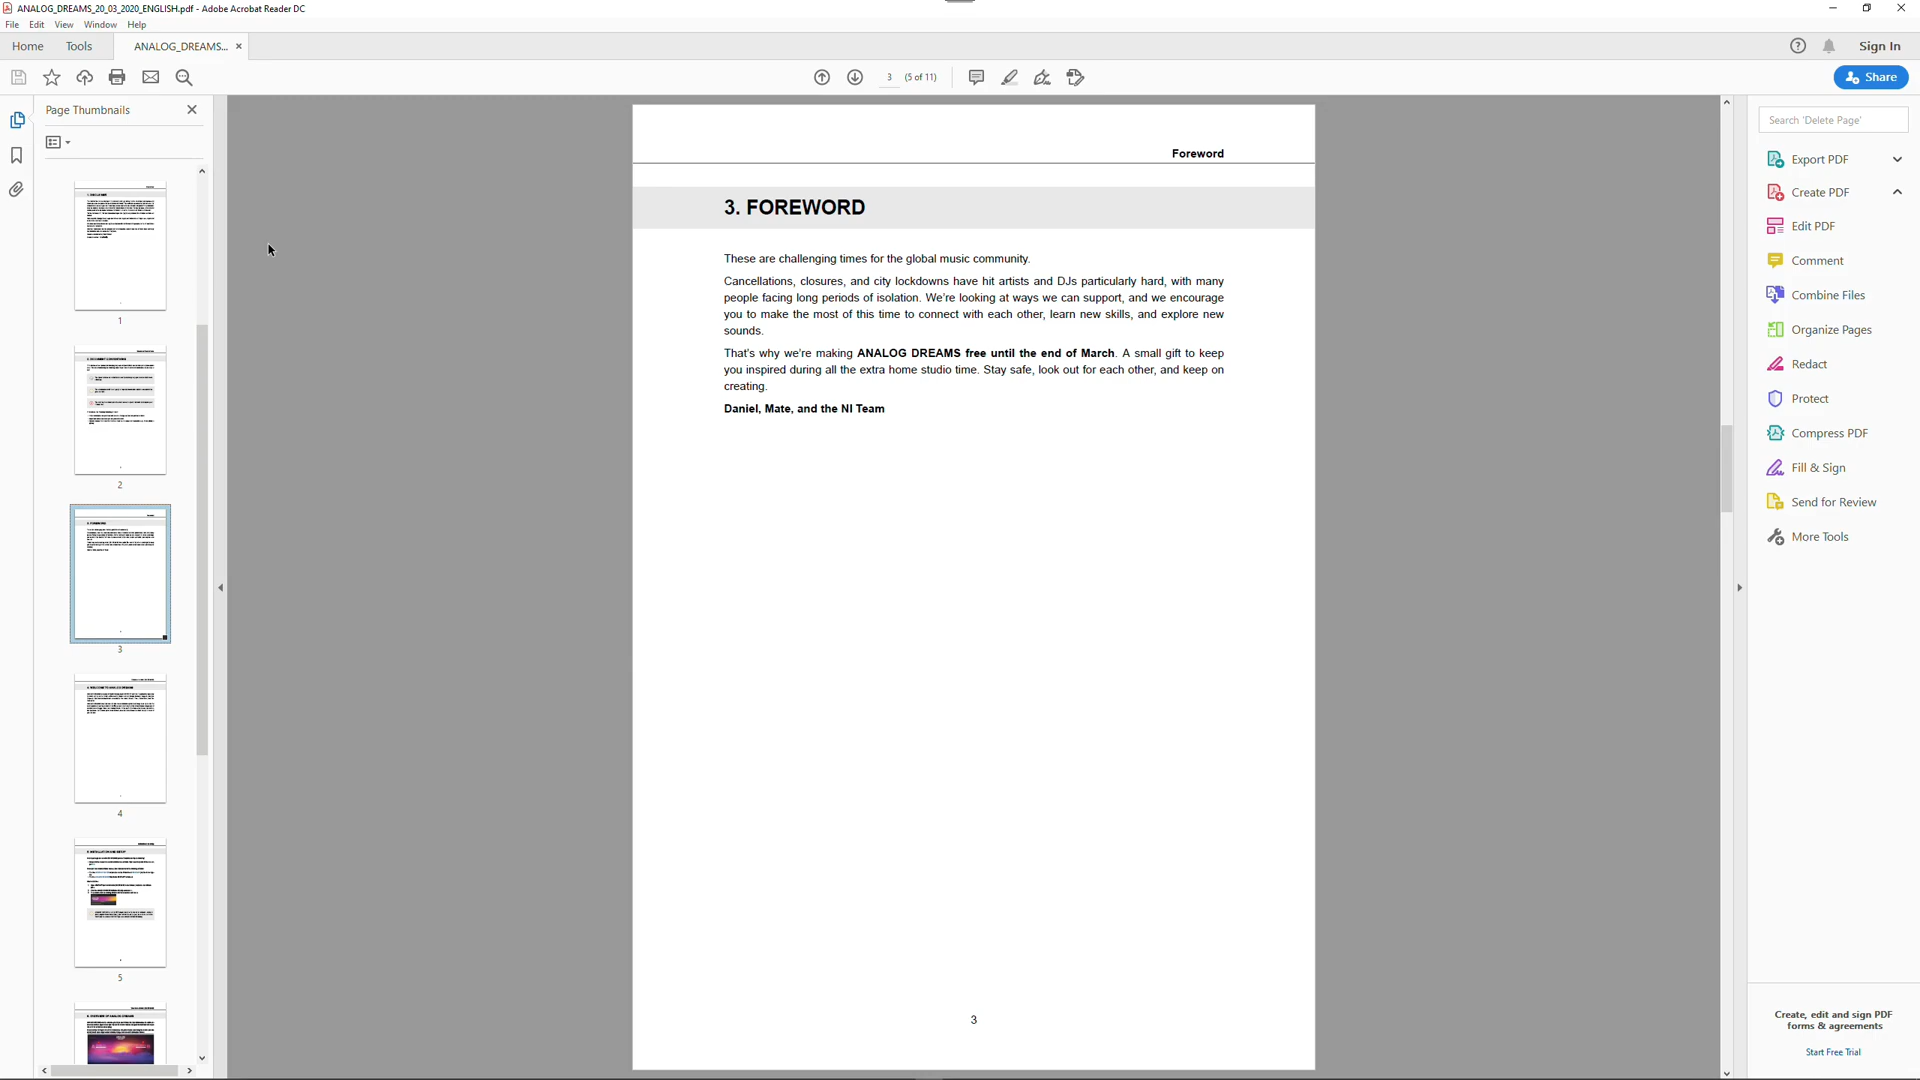 ANALOG_DREAMS_20_03_2020_ENGLISH.pdf - Adobe Acrobat Reader DC
File Edit View Window Help
Home Tools ANALOG_DREAMS... × Sign In
3 (5 of 11) Share
Page Thumbnails
1
2
3
4
5
Foreword
3. FOREWORD
These are challenging times for the global music community.
Cancellations, closures, and city lockdowns have hit artists and DJs particularly hard, with many
people facing long periods of isolation. We're looking at ways we can support, and we encourage
you to make the most of this time to connect with each other, learn new skills, and explore new
sounds.
That's why we're making ANALOG DREAMS free until the end of March. A small gift to keep
you inspired during all the extra home studio time. Stay safe, look out for each other, and keep on
creating.
Daniel, Mate, and the NI Team
3
Search 'Delete Page'
Export PDF
Create PDF
Edit PDF
Comment
Combine Files
Organize Pages
Redact
Protect
Compress PDF
Fill & Sign
Send for Review
More Tools
Create, edit and sign PDF
forms & agreements
Start Free Trial